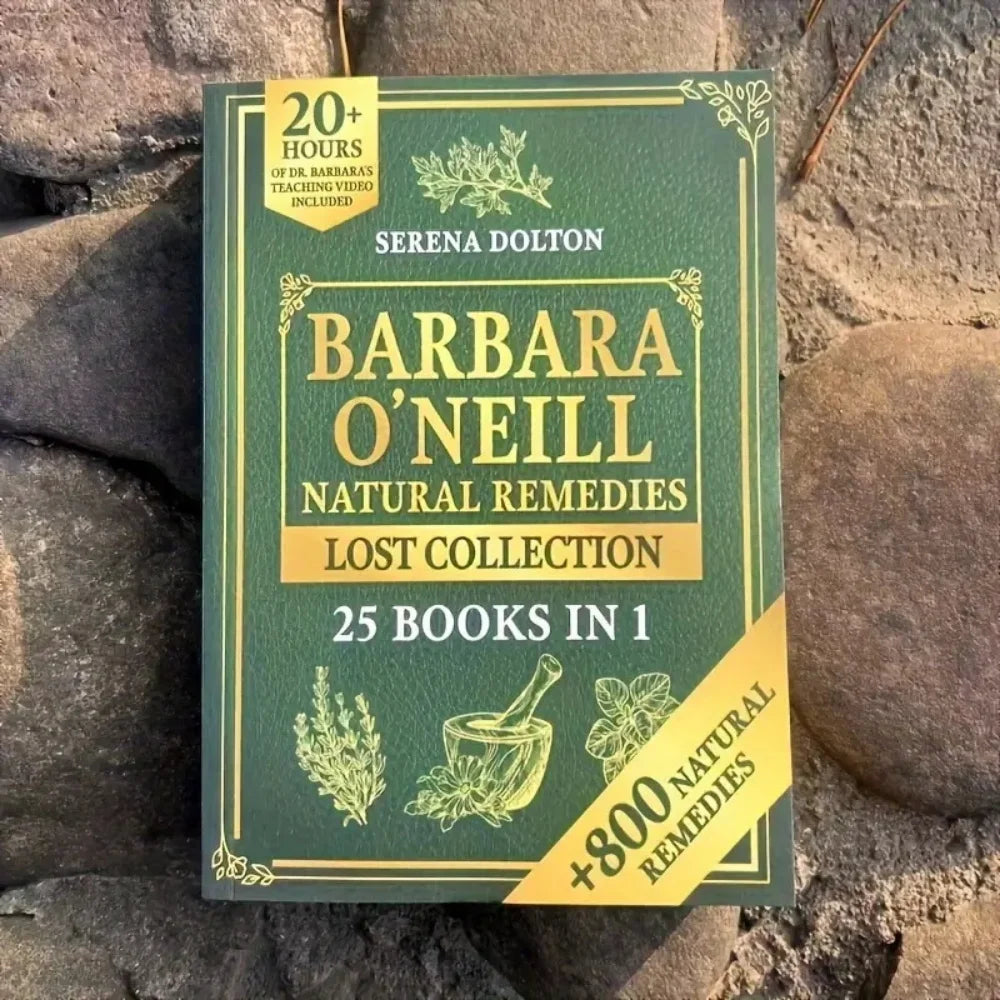 20+
HOURS
OF DR. BARBARA'S
TEACHING VIDEO
INCLUDED
SERENA DOLTON
BARBARA
O'NEILL
NATURAL REMEDIES
LOST COLLECTION
25 BOOKS IN 1
+800 NATURAL
REMEDIES